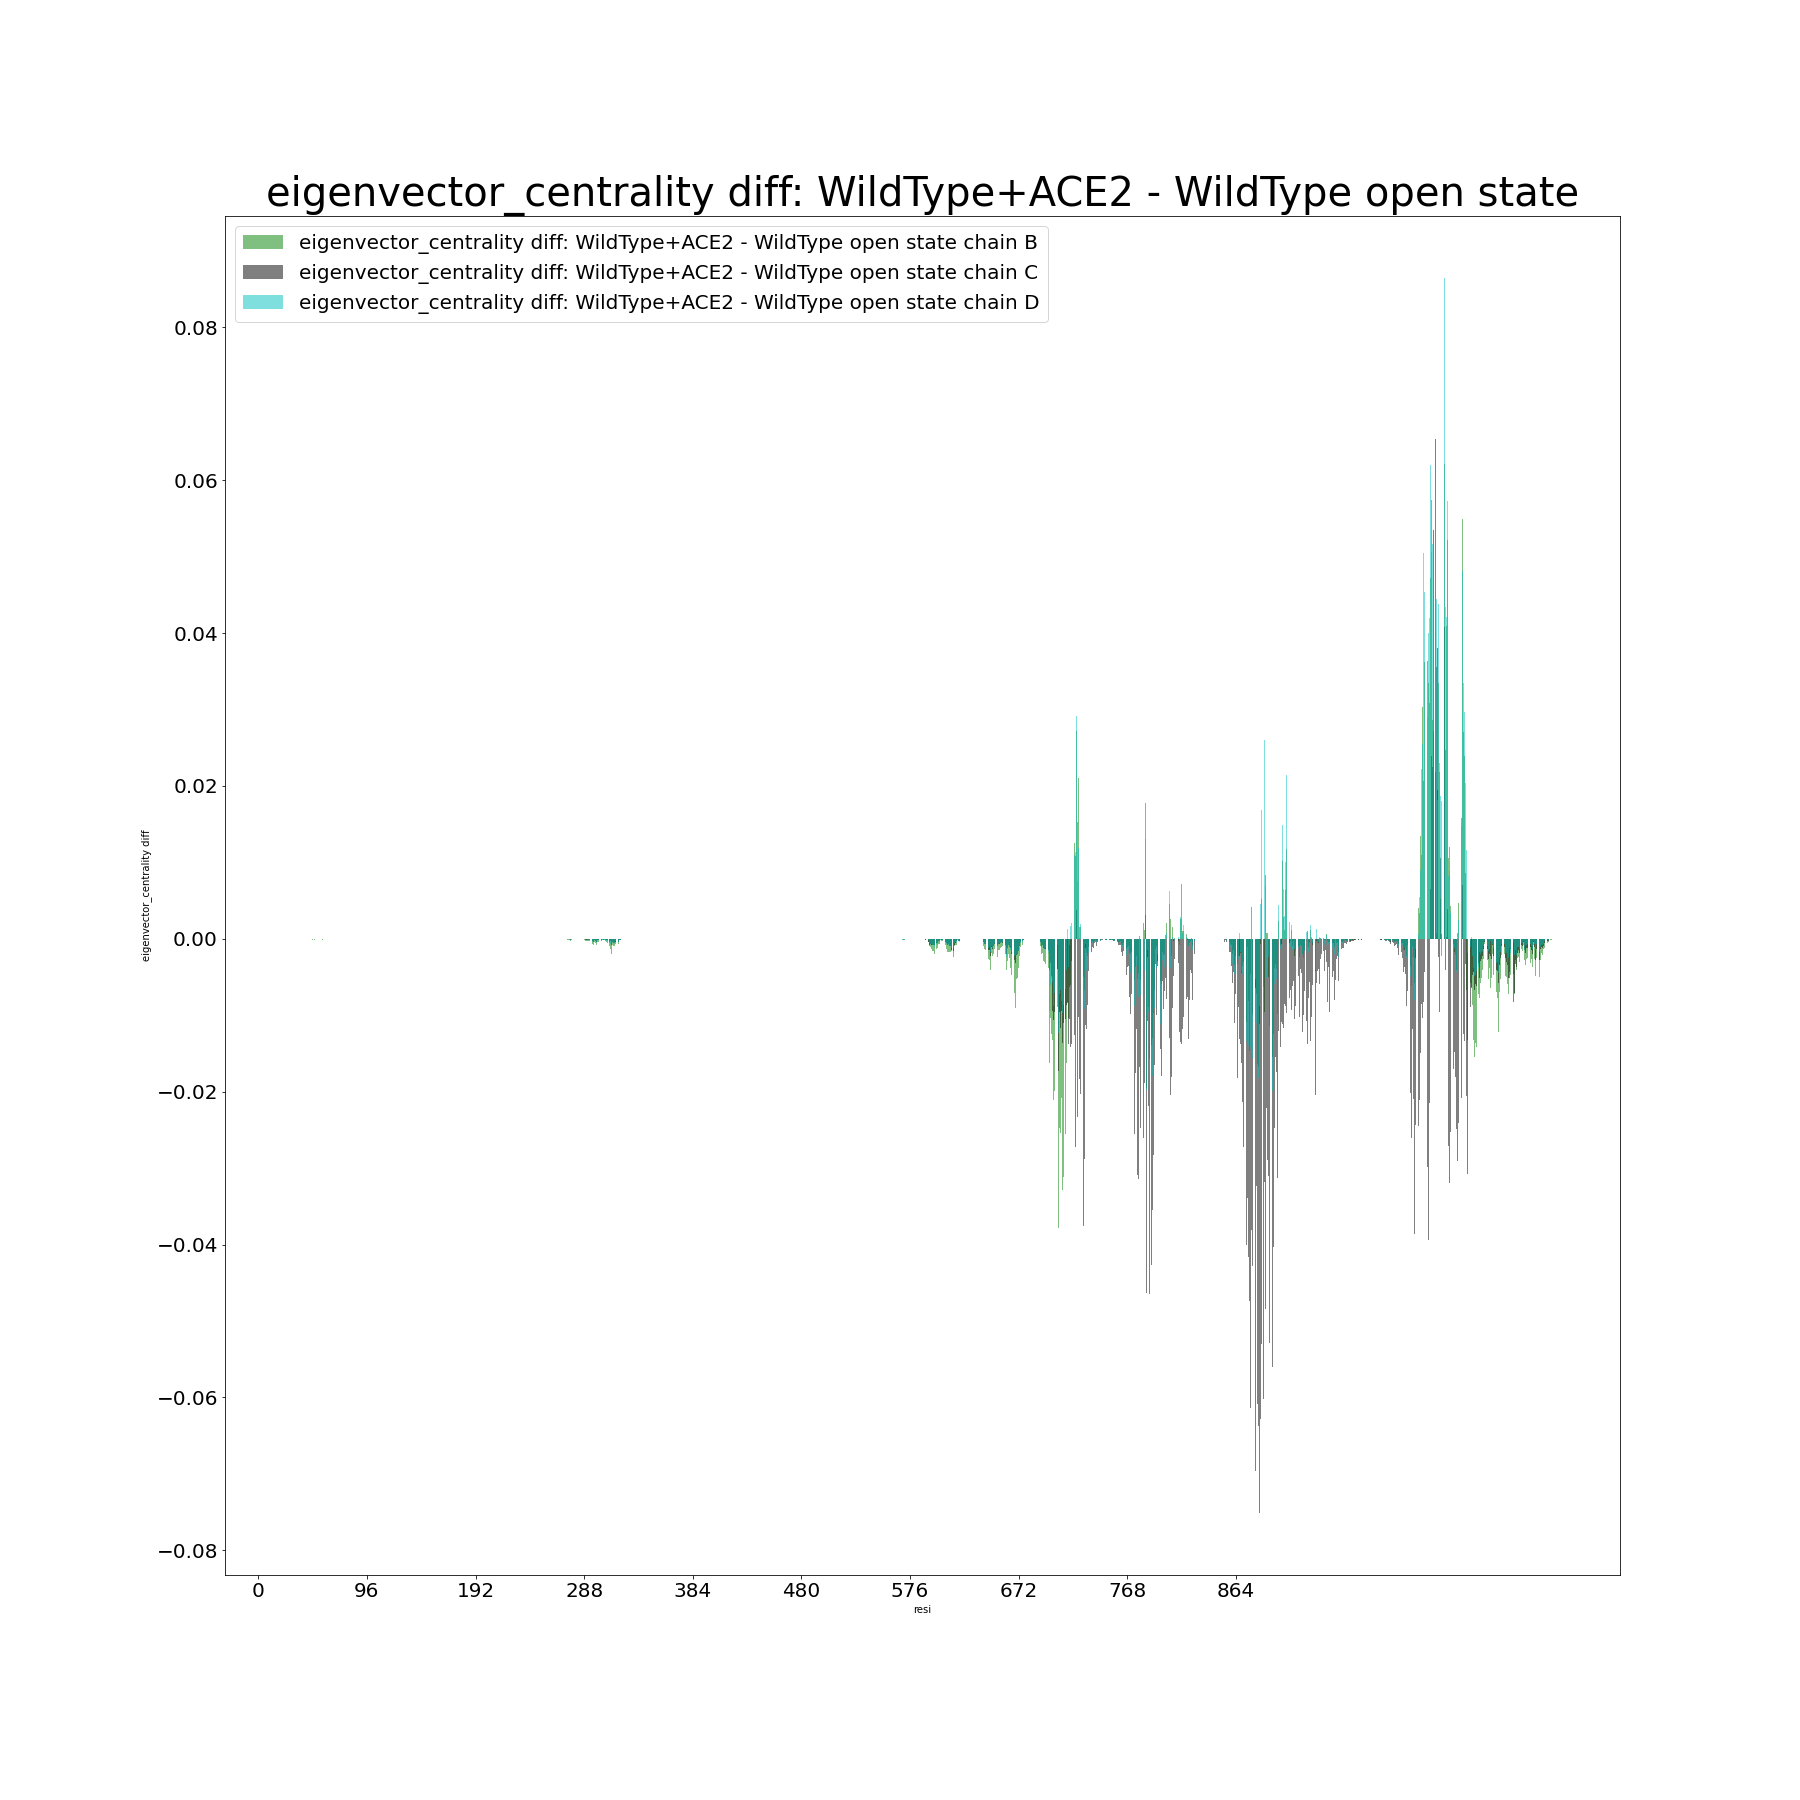 eigenvector_centrality diff: WildType+ACE2 - WildType open state
eigenvector_centrality diff: WildType+ACE2 - WildType open state chain B
eigenvector_centrality diff: WildType+ACE2 - WildType open state chain C
eigenvector_centrality diff: WildType+ACE2 - WildType open state chain D
0.08
0.06
0.04
0.02
0.00
−0.02
−0.04
−0.06
−0.08
eigenvector_centrality diff
0 96 192 288 384 480 576 672 768 864
resi